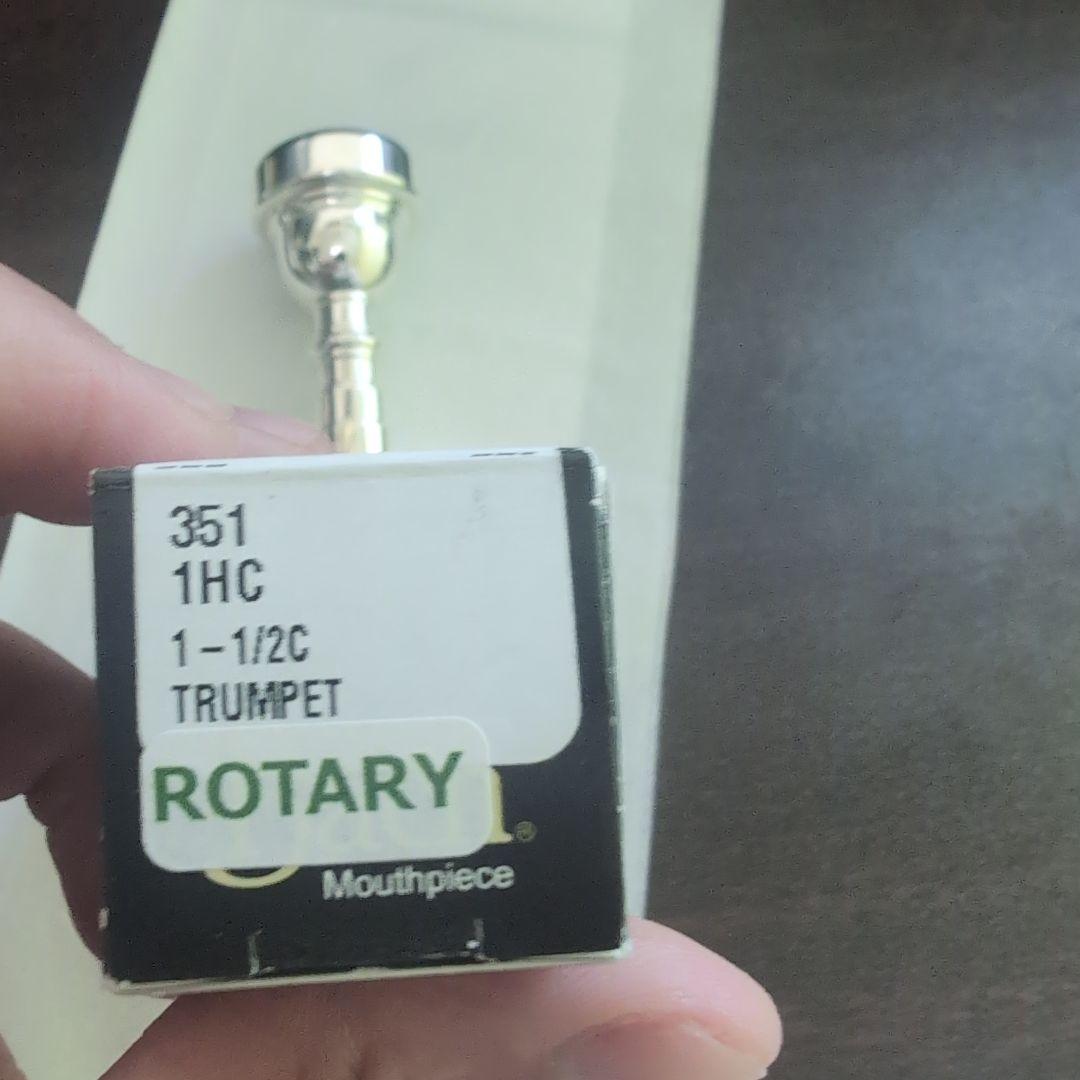 351
1HC
1-1/2C
TRUMPET
ROTARY
®
Mouthpiece